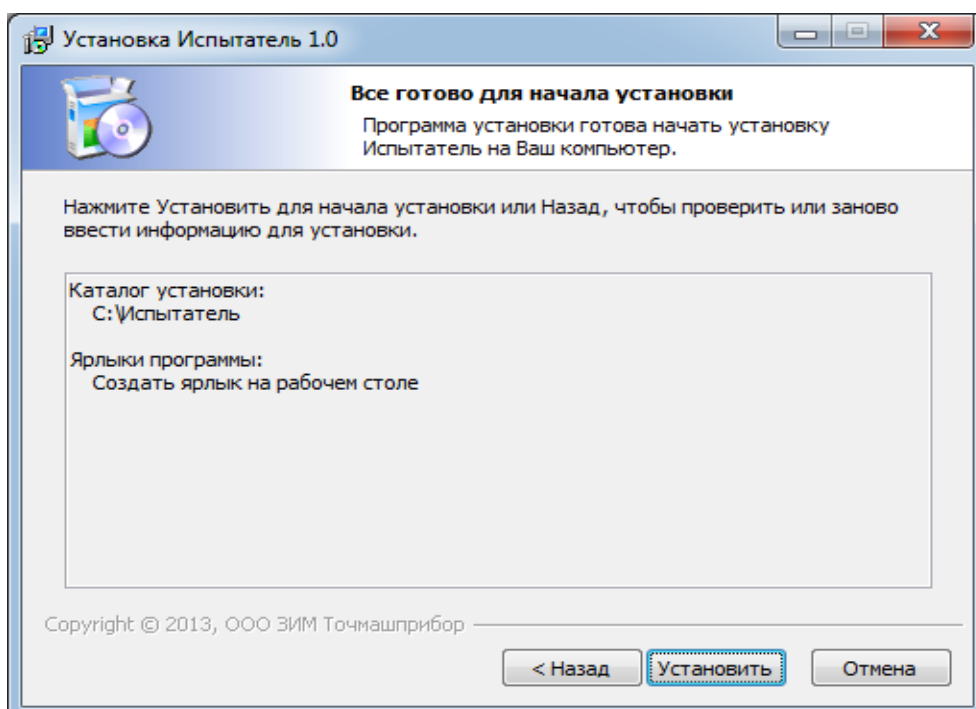 Установка Испытатель 1.0
Все готово для начала установки
Программа установки готова начать установку
Испытатель на Ваш компьютер.
Нажмите Установить для начала установки или Назад, чтобы проверить или заново
ввести информацию для установки.
Каталог установки:
C:\Испытатель
Ярлыки программы:
Создать ярлык на рабочем столе
Copyright © 2013, ООО ЗИМ Точмашприбор
< Назад Установить Отмена